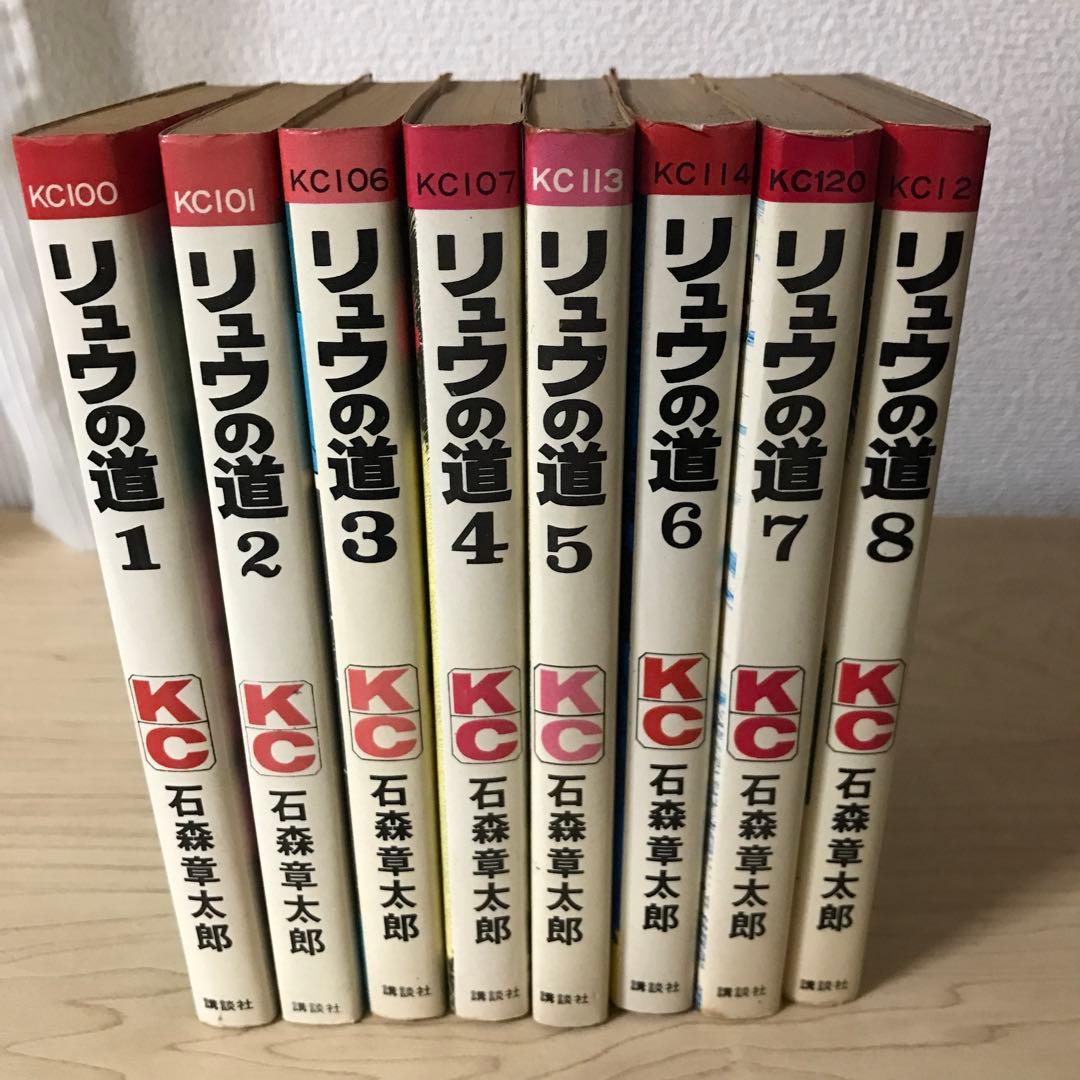 KC100
リュウの道
1
KC
石森章太郎
講談社
KC101
リュウの道
2
KC
石森章太郎
講談社
KC106
リュウの道
3
KC
石森章太郎
講談社
KC107
リュウの道
4
KC
石森章太郎
講談社
KC113
リュウの道
5
KC
石森章太郎
講談社
KC114
リュウの道
6
KC
石森章太郎
講談社
KC120
リュウの道
7
KC
石森章太郎
講談社
KC12
リュウの道
8
KC
石森章太郎
講談社